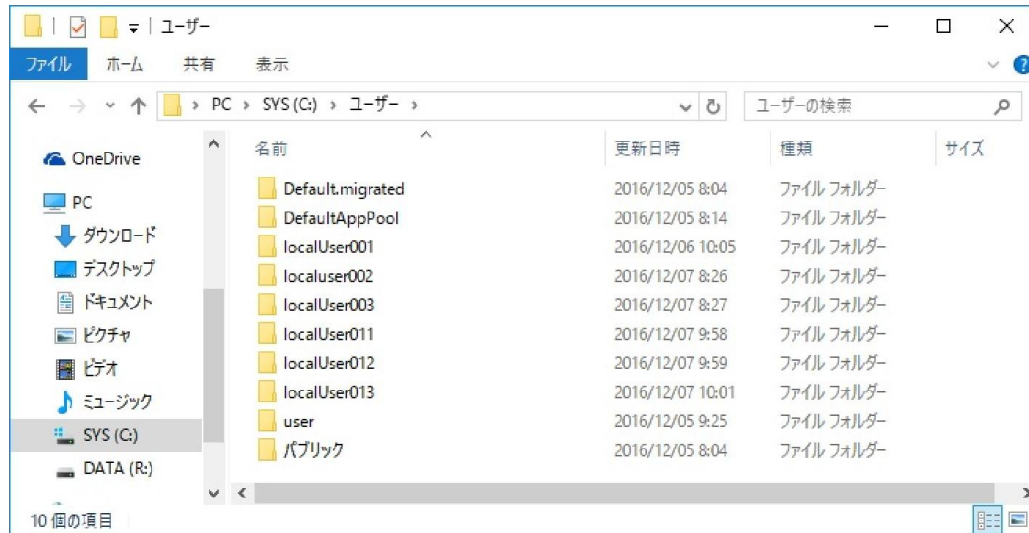 ユーザー
ファイル ホーム 共有 表示
PC SYS (C:) ユーザー ユーザーの検索
名前 更新日時 種類 サイズ
OneDrive
PC
ダウンロード
デスクトップ
ドキュメント
ピクチャ
ビデオ
ミュージック
SYS (C:)
DATA (R:)
Default.migrated 2016/12/05 8:04 ファイル フォルダー
DefaultAppPool 2016/12/05 8:14 ファイル フォルダー
localUser001 2016/12/06 10:05 ファイル フォルダー
localuser002 2016/12/07 8:26 ファイル フォルダー
localUser003 2016/12/07 8:27 ファイル フォルダー
localUser011 2016/12/07 9:58 ファイル フォルダー
localUser012 2016/12/07 9:59 ファイル フォルダー
localUser013 2016/12/07 10:01 ファイル フォルダー
user 2016/12/05 9:25 ファイル フォルダー
パブリック 2016/12/05 8:04 ファイル フォルダー
10 個の項目